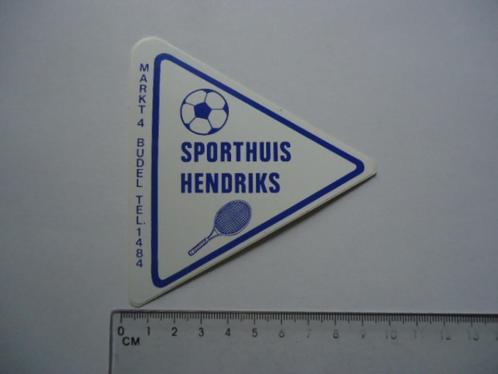 MARKT 4 BUDEL TEL. 1484
SPORTHUIS
HENDRIKS
0 1 2 3 4 5 6 7 8 9 10 11 12 13
CM